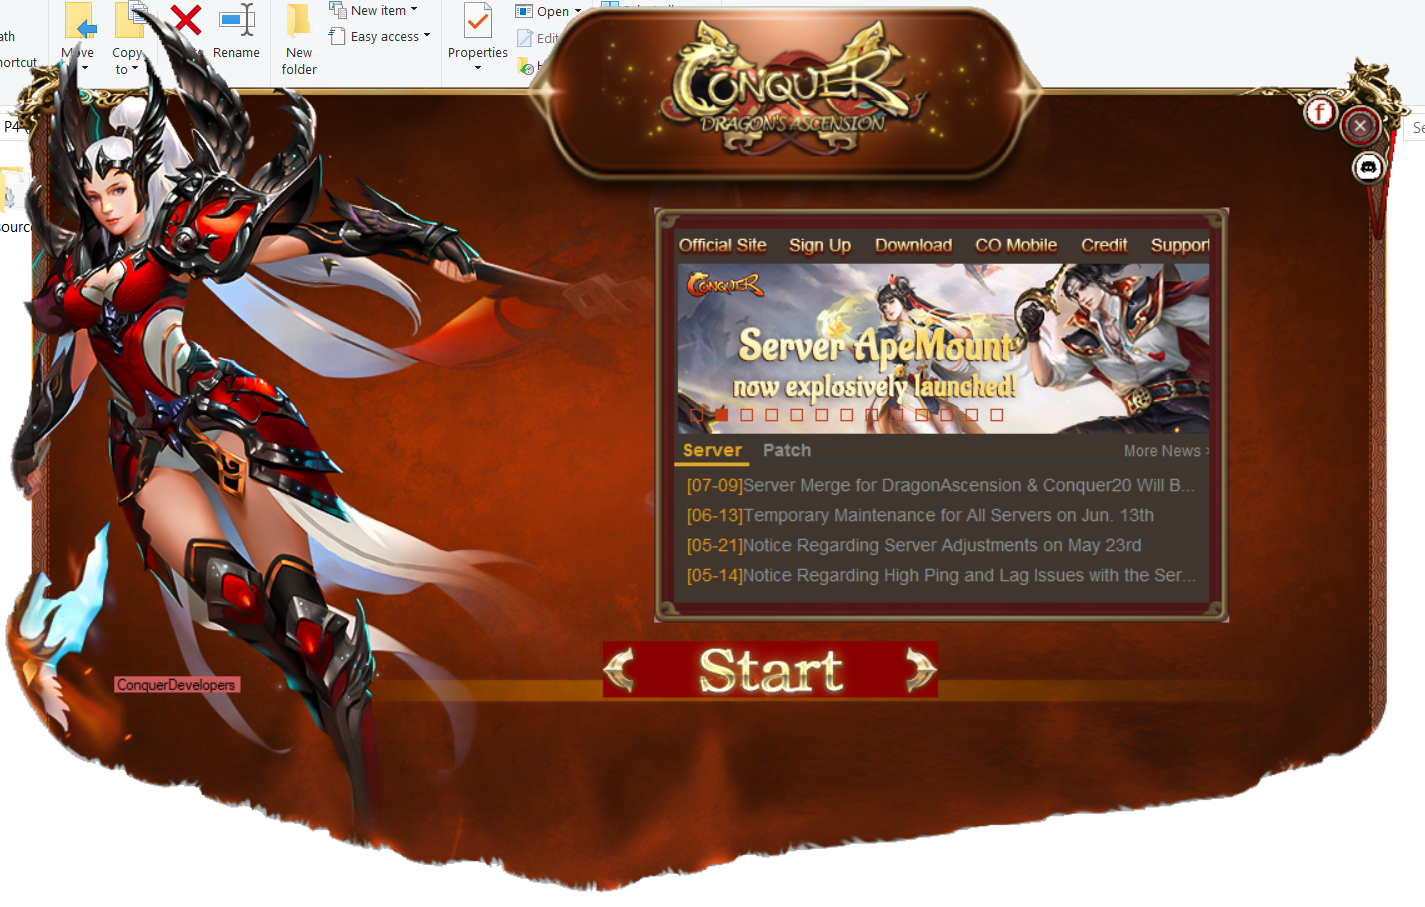 New item
Open
Easy access
Move
Copy to
Rename
New folder
Properties
Edit
CONQUER
DRAGON'S ASCENSION
f
P4
Official Site Sign Up Download CO Mobile Credit Support
CONQUER
Server ApeMount
now explosively launched!
Server Patch More News >
[07-09]Server Merge for DragonAscension & Conquer20 Will B...
[06-13]Temporary Maintenance for All Servers on Jun. 13th
[05-21]Notice Regarding Server Adjustments on May 23rd
[05-14]Notice Regarding High Ping and Lag Issues with the Ser...
Start
ConquerDevelopers